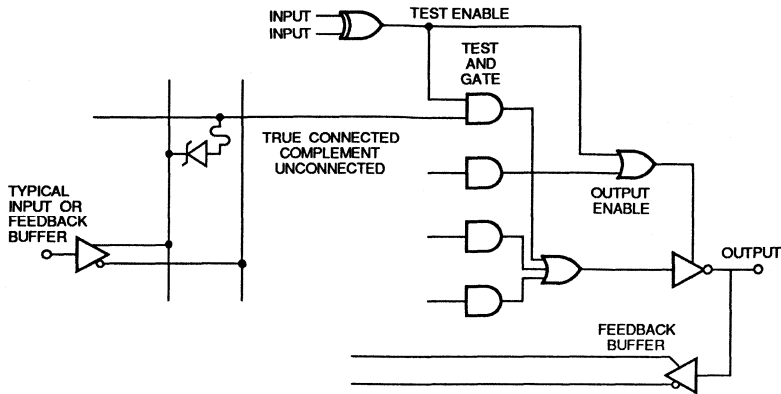 INPUT
INPUT
TEST ENABLE
TEST
AND
GATE
TRUE CONNECTED
COMPLEMENT
UNCONNECTED
TYPICAL
INPUT OR
FEEDBACK
BUFFER
OUTPUT
ENABLE
OUTPUT
FEEDBACK
BUFFER